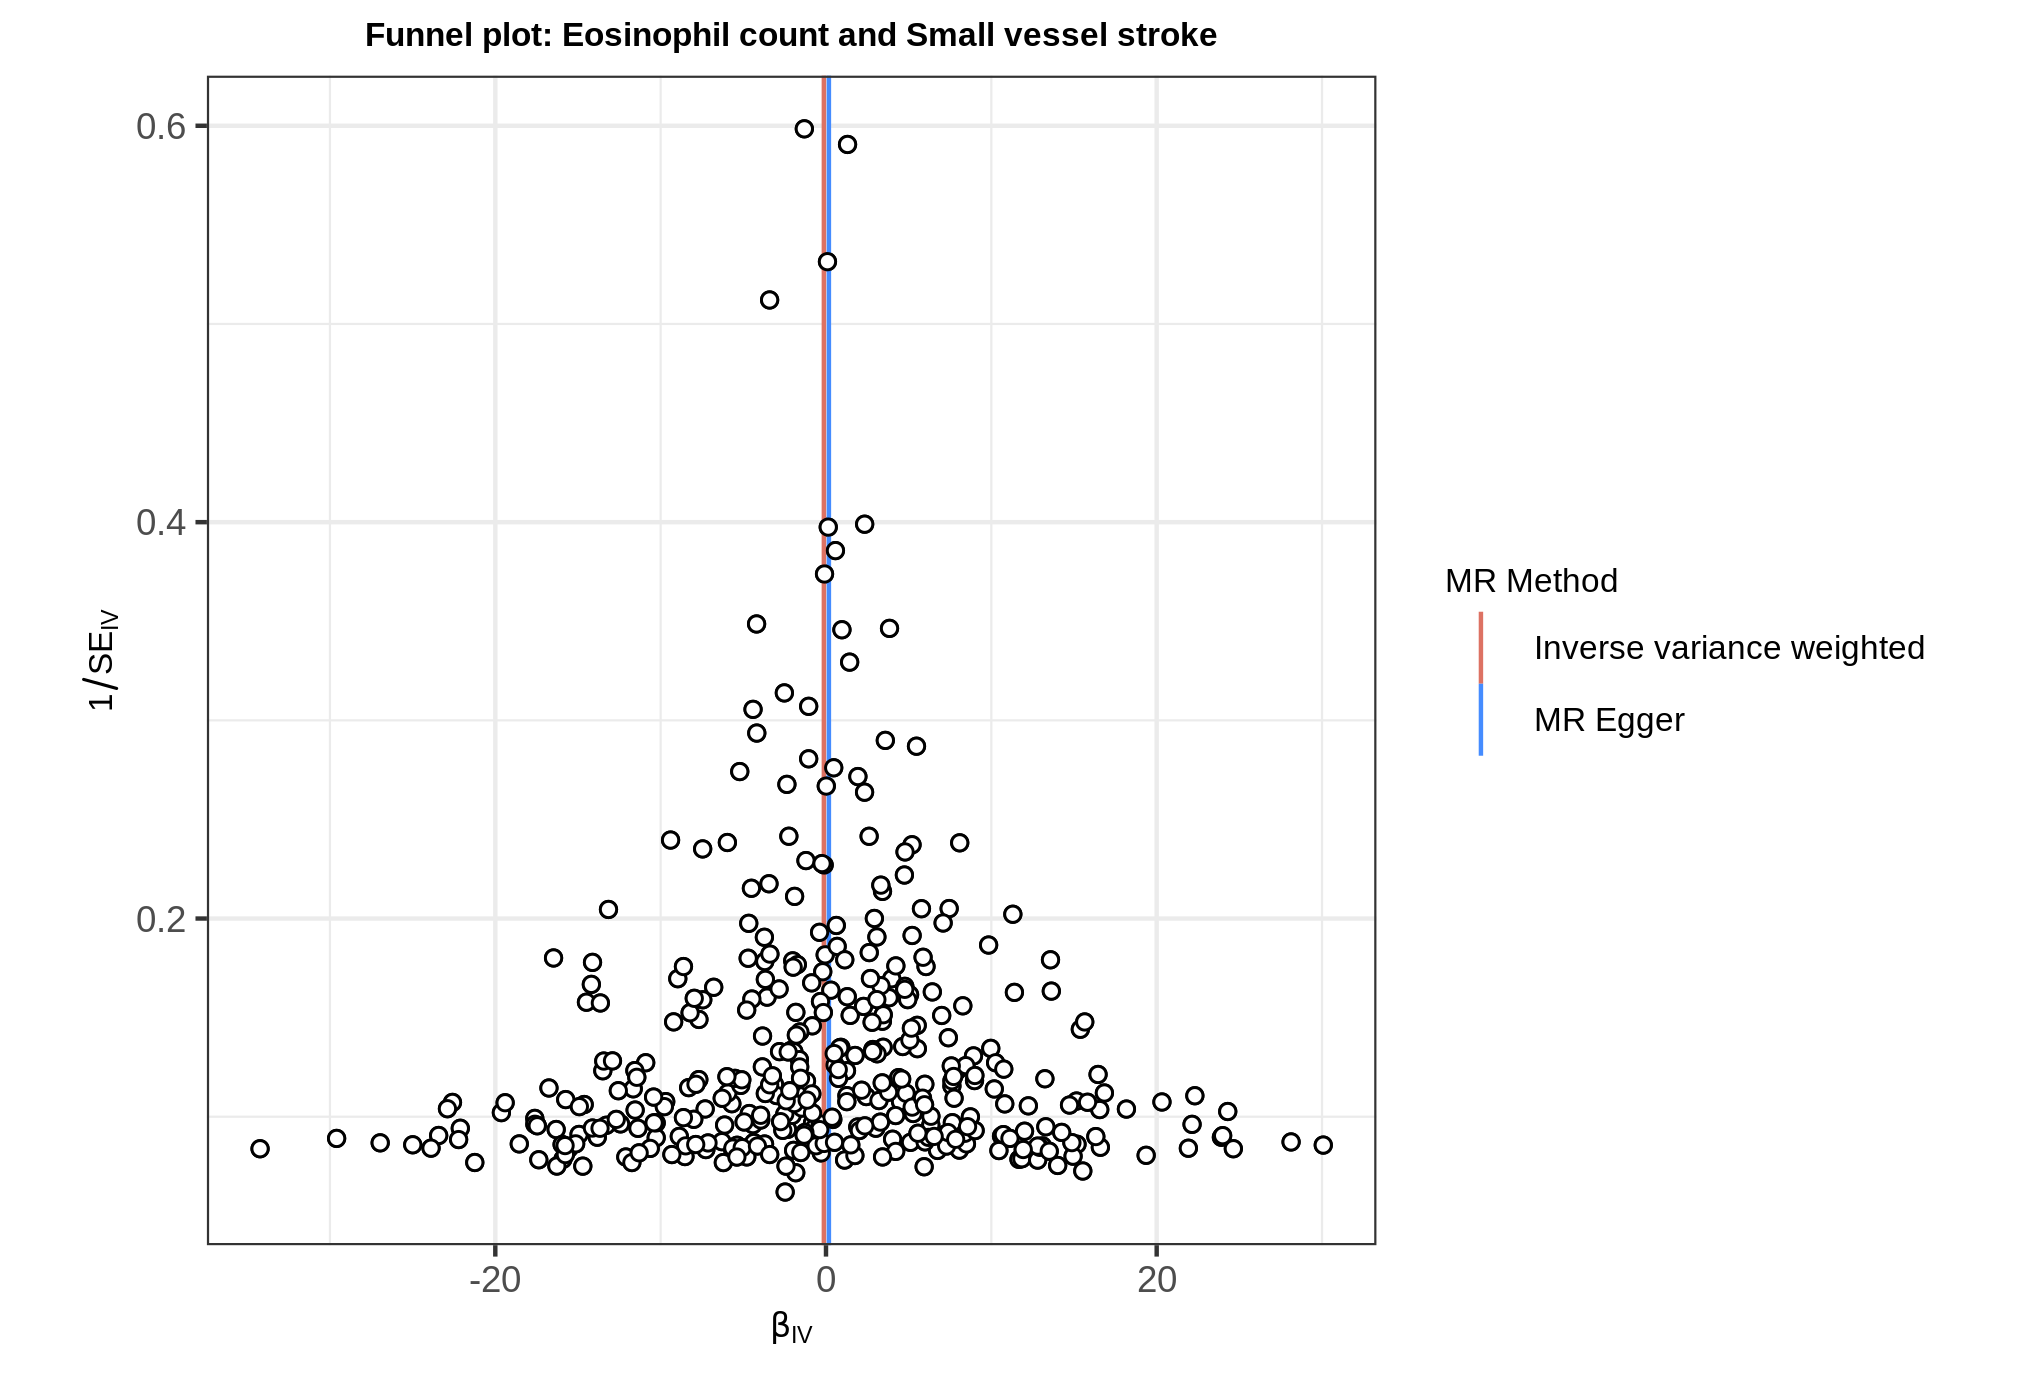 Funnel plot: Eosinophil count and Small vessel stroke
0.6
0.4
0.2
1/SEIV
-20
0
20
βIV
MR Method
Inverse variance weighted
MR Egger